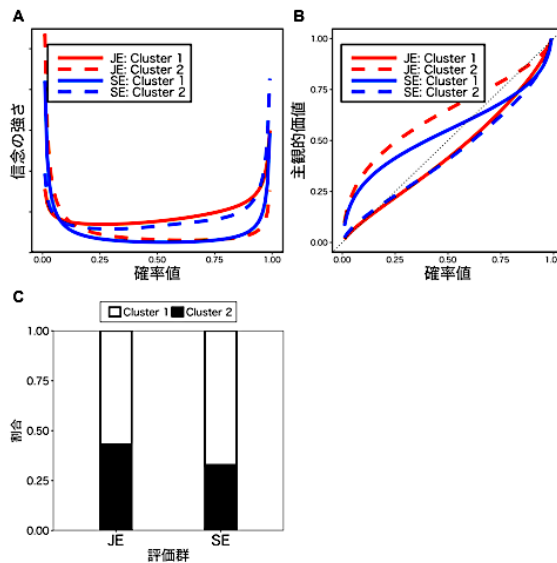 A
JE: Cluster 1
JE: Cluster 2
SE: Cluster 1
SE: Cluster 2
信念の強さ
0.00 0.25 0.50 0.75 1.00
確率値
B
JE: Cluster 1
JE: Cluster 2
SE: Cluster 1
SE: Cluster 2
主観的価値
1.00
0.75
0.50
0.25
0.00
0.00 0.25 0.50 0.75 1.00
確率値
C
Cluster 1 Cluster 2
割合
1.00
0.75
0.50
0.25
0.00
JE SE
評価群